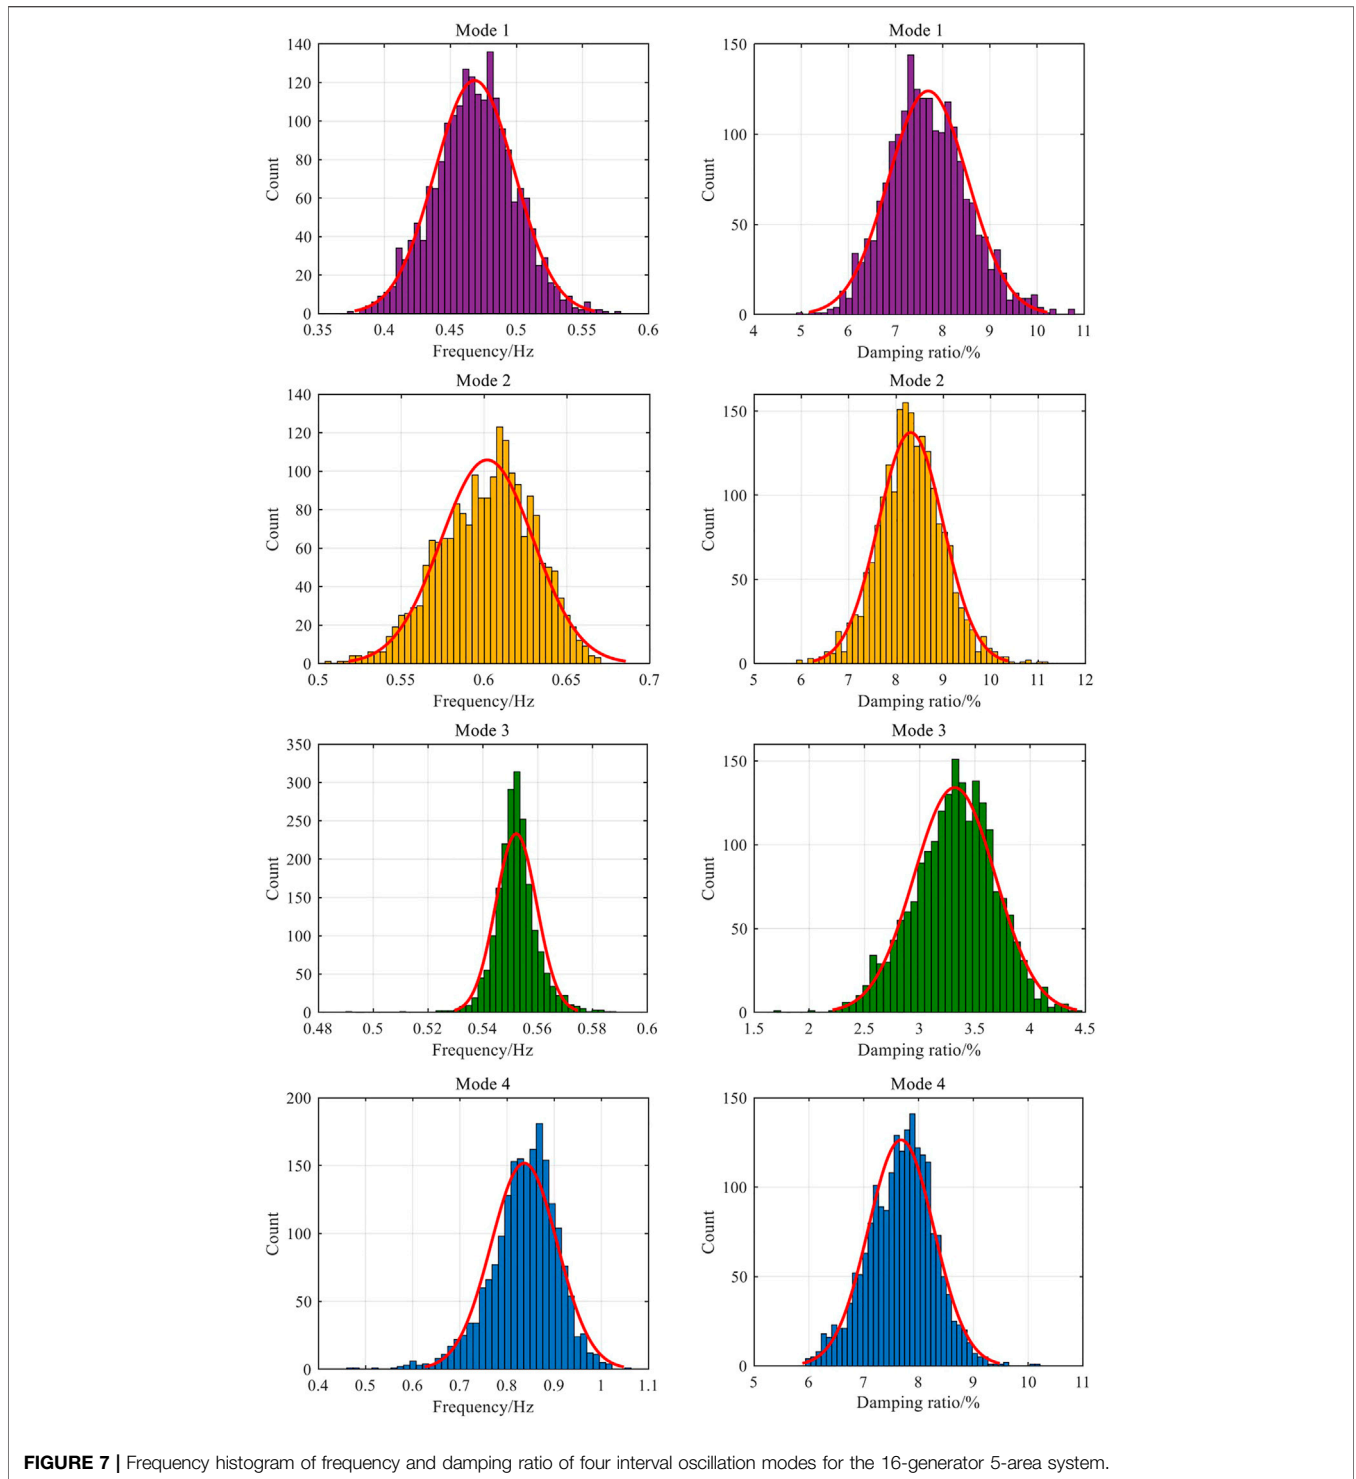 Mode 1
140
120
100
80
60
40
20
0
Count
0.35 0.4 0.45 0.5 0.55 0.6
Frequency/Hz
Mode 1
150
100
50
0
Count
4 5 6 7 8 9 10 11
Damping ratio/%
Mode 2
140
120
100
80
60
40
20
0
Count
0.5 0.55 0.6 0.65 0.7
Frequency/Hz
Mode 2
150
100
50
0
Count
5 6 7 8 9 10 11 12
Damping ratio/%
Mode 3
350
300
250
200
150
100
50
0
Count
0.48 0.5 0.52 0.54 0.56 0.58 0.6
Frequency/Hz
Mode 3
150
100
50
0
Count
1.5 2 2.5 3 3.5 4 4.5
Damping ratio/%
Mode 4
200
150
100
50
0
Count
0.4 0.5 0.6 0.7 0.8 0.9 1 1.1
Frequency/Hz
Mode 4
150
100
50
0
Count
5 6 7 8 9 10 11
Damping ratio/%
FIGURE 7 | Frequency histogram of frequency and damping ratio of four interval oscillation modes for the 16-generator 5-area system.